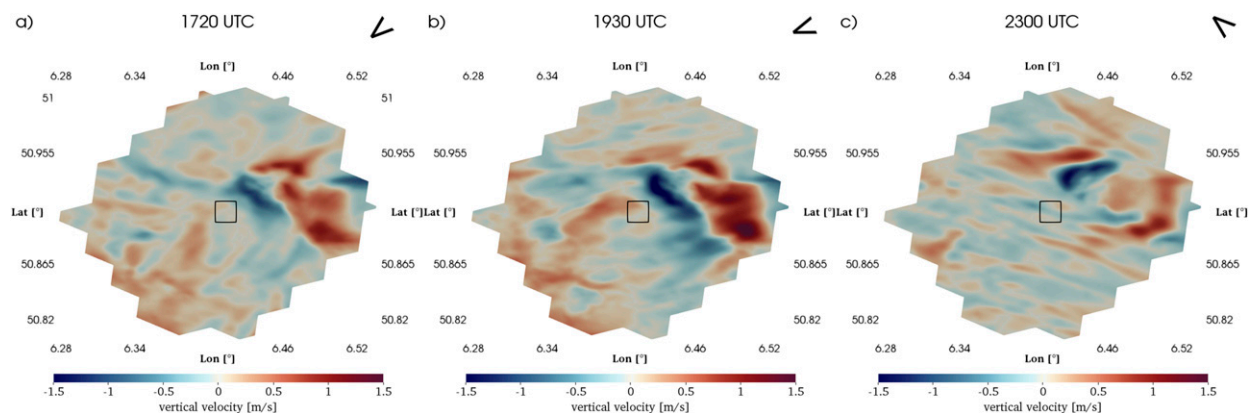 a) 1720 UTC
b) 1930 UTC
c) 2300 UTC
Lon [°] Lon [°] Lon [°]
6.28 6.34 6.46 6.52 6.28 6.34 6.46 6.52 6.28 6.34 6.46 6.52
51 51 51 51
50.955 50.955 50.955 50.955
Lat [°] Lat [°] Lat [°] Lat [°] Lat [°] Lat [°]
50.865 50.865 50.865 50.865
50.82 50.82 50.82 50.82
6.28 6.34 6.46 6.52 6.28 6.34 6.46 6.52 6.28 6.34 6.46 6.52
Lon [°] Lon [°] Lon [°]
-1.5 -1 -0.5 0 0.5 1 1.5 -1.5 -1 -0.5 0 0.5 1 1.5 -1.5 -1 -0.5 0 0.5 1 1.5
vertical velocity [m/s] vertical velocity [m/s] vertical velocity [m/s]